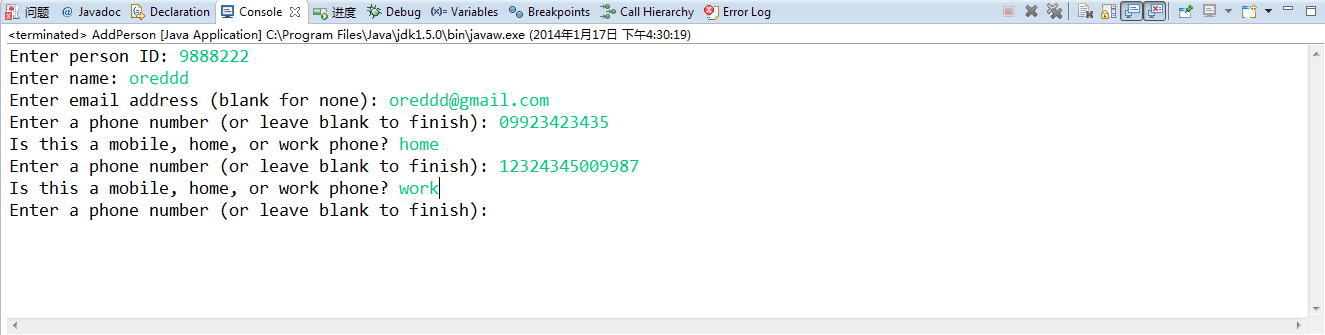 问题 @ Javadoc Declaration Console 进度 Debug (x)= Variables Breakpoints Call Hierarchy Error Log
<terminated> AddPerson [Java Application] C:\Program Files\Java\jdk1.5.0\bin\javaw.exe (2014年1月17日 下午4:30:19)
Enter person ID: 9888222
Enter name: oreddd
Enter email address (blank for none): oreddd@gmail.com
Enter a phone number (or leave blank to finish): 09923423435
Is this a mobile, home, or work phone? home
Enter a phone number (or leave blank to finish): 12324345009987
Is this a mobile, home, or work phone? work
Enter a phone number (or leave blank to finish):